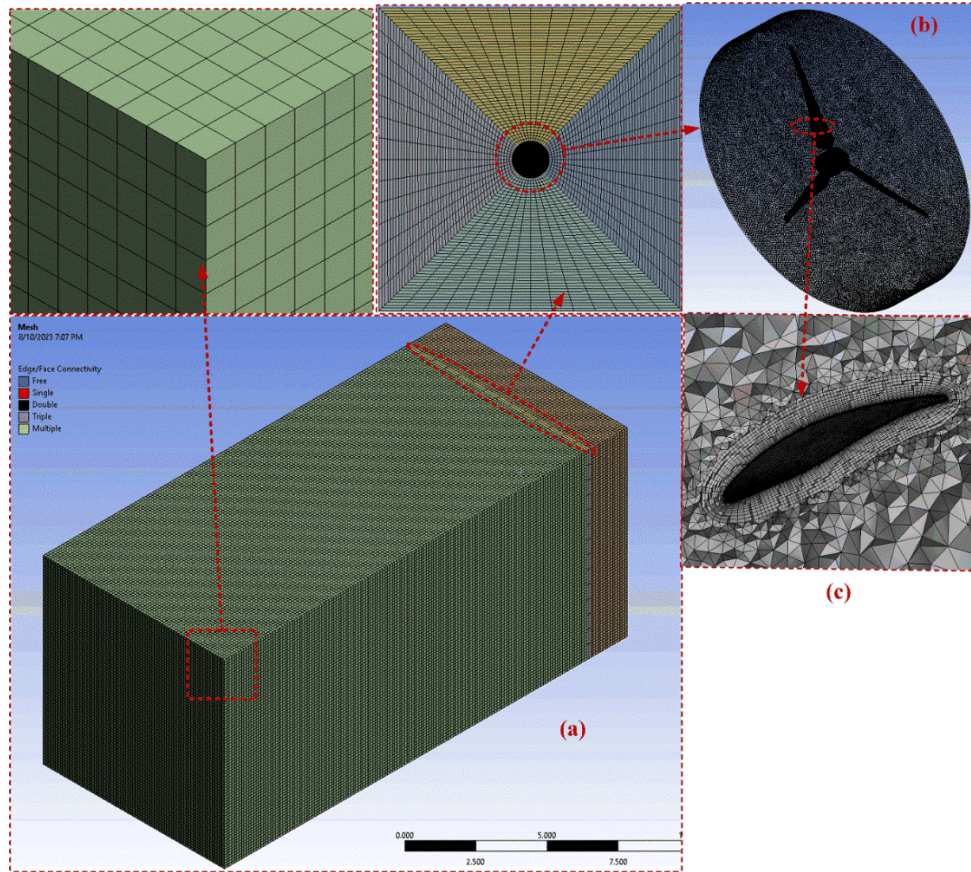 (b)
Mesh
8/10/2023 7:07 PM
Edge/Face Connectivity
Free
Single
Double
Triple
Multiple
(c)
(a)
0.000
5.000
2.500
7.500